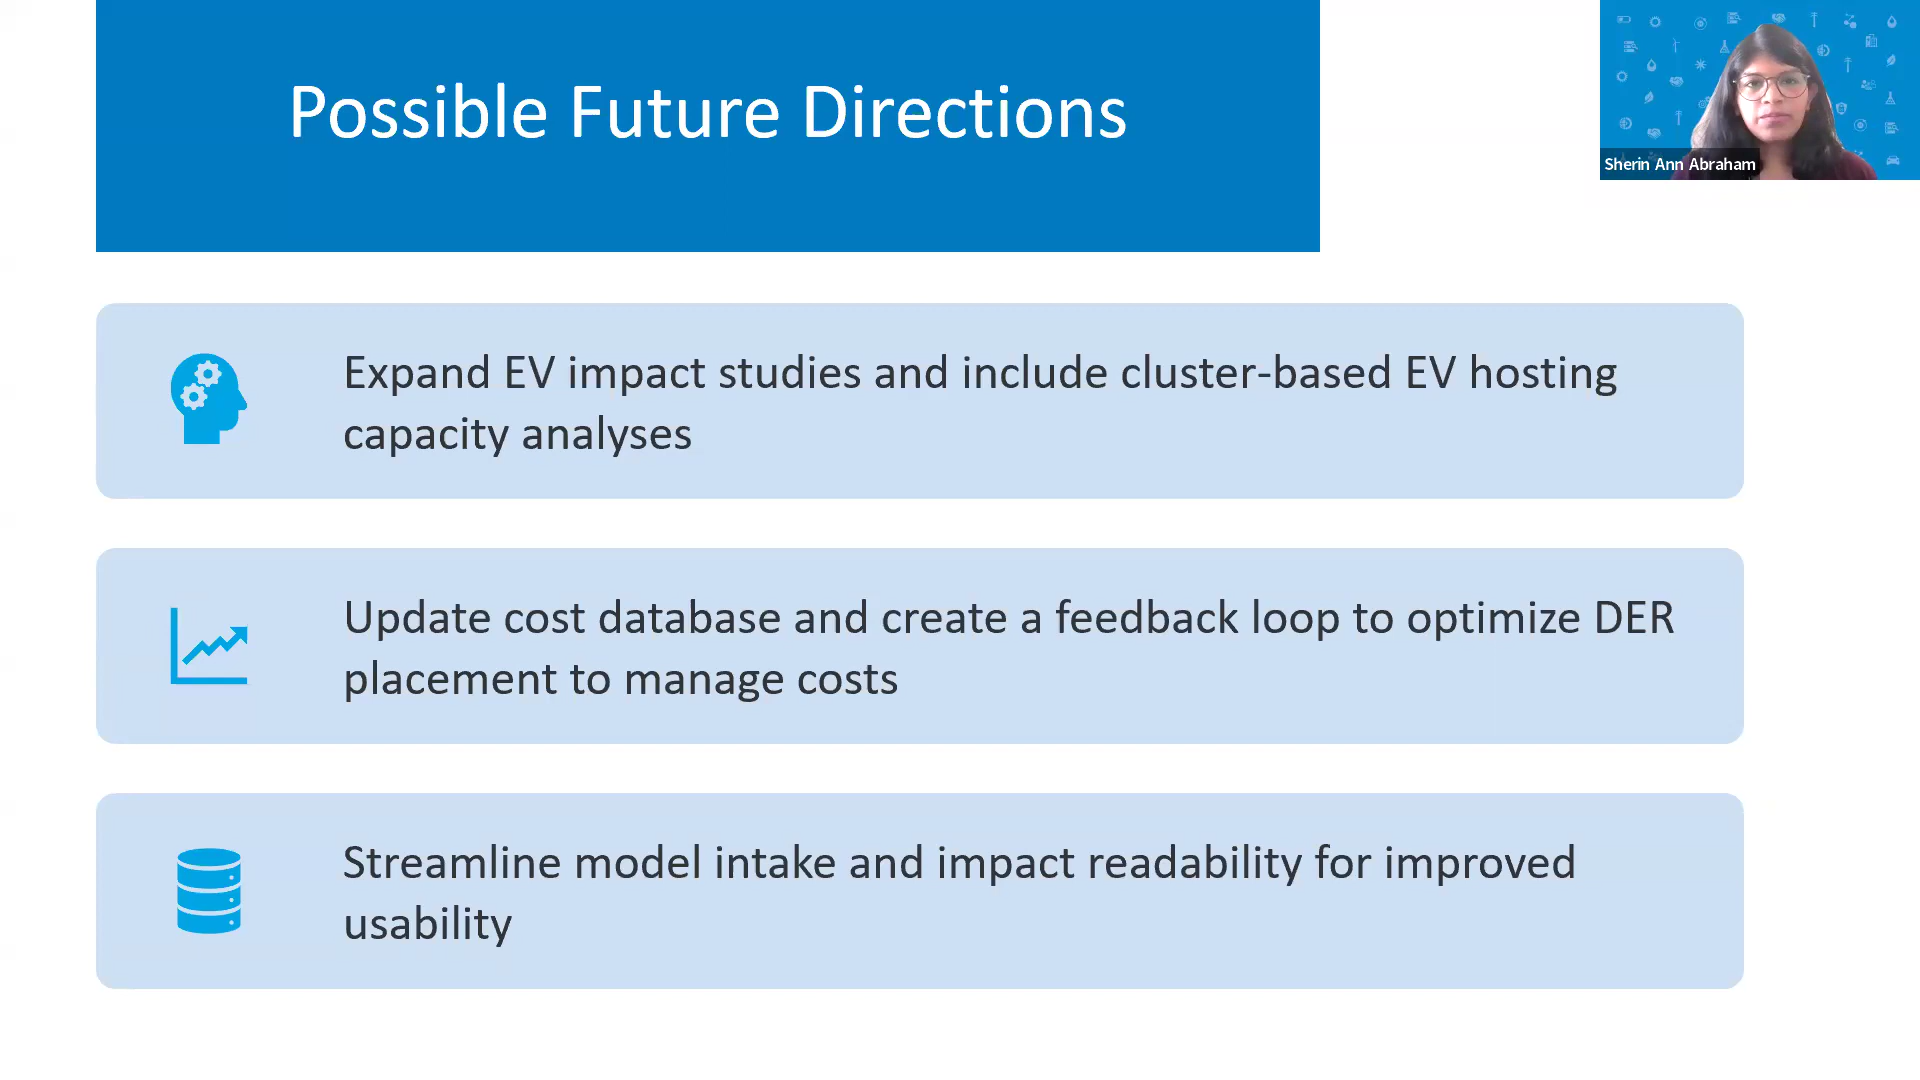 Possible Future Directions
Sherin Ann Abraham
Expand EV impact studies and include cluster-based EV hosting
capacity analyses
Update cost database and create a feedback loop to optimize DER
placement to manage costs
Streamline model intake and impact readability for improved
usability